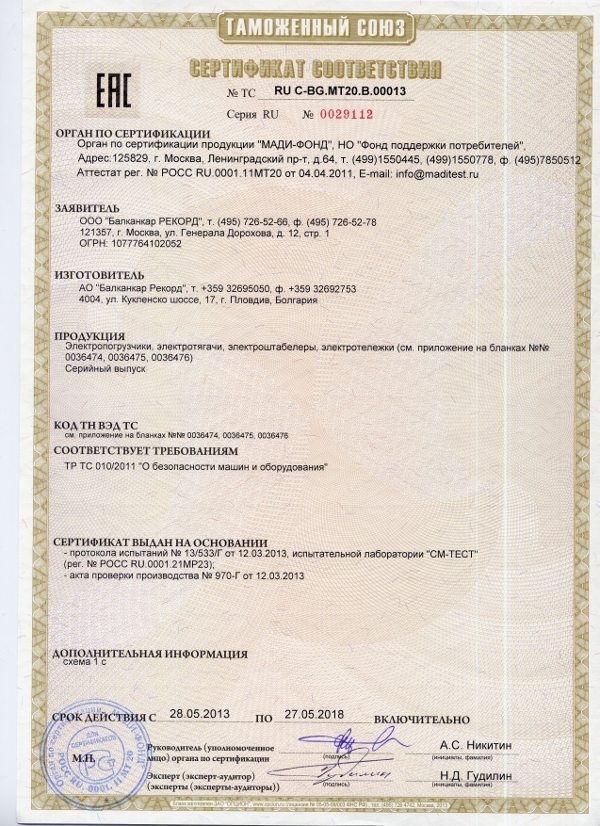 ТАМОЖЕННЫЙ СОЮЗ
СЕРТИФИКАТ СООТВЕТСТВИЯ
ЕАС
№ ТС RU C-BG.MT20.B.00013
Серия RU № 0029112
ОРГАН ПО СЕРТИФИКАЦИИ
Орган по сертификации продукции "МАДИ-ФОНД", НО "Фонд поддержки потребителей",
Адрес:125829, г. Москва, Ленинградский пр-т, д.64, т. (499)1550445, (499)1550778, ф. (495)7850512
Аттестат рег. № РОСС RU.0001.11МТ20 от 04.04.2011, E-mail: info@maditest.ru
ЗАЯВИТЕЛЬ
ООО "Балканкар РЕКОРД", т. (495) 726-52-66, ф. (495) 726-52-78
121357, г. Москва, ул. Генерала Дорохова, д. 12, стр. 1
ОГРН: 1077764102052
ИЗГОТОВИТЕЛЬ
АО "Балканкар Рекорд", т. +359 32695050, ф. +359 32692753
4004, ул. Кукленско шоссе, 17, г. Пловдив, Болгария
ПРОДУКЦИЯ
Электропогрузчики, электротягачи, электроштабелеры, электротележки (см. приложение на бланках №№
0036474, 0036475, 0036476)
Серийный выпуск
КОД ТН ВЭД ТС
см. приложение на бланках №№ 0036474, 0036475, 0036476
СООТВЕТСТВУЕТ ТРЕБОВАНИЯМ
ТР ТС 010/2011 "О безопасности машин и оборудования"
СЕРТИФИКАТ ВЫДАН НА ОСНОВАНИИ
- протокола испытаний № 13/533/Г от 12.03.2013, испытательной лаборатории "СМ-ТЕСТ"
(рег. № РОСС RU.0001.21МР23);
- акта проверки производства № 970-Г от 12.03.2013
ДОПОЛНИТЕЛЬНАЯ ИНФОРМАЦИЯ
схема 1 с
СРОК ДЕЙСТВИЯ С 28.05.2013 ПО 27.05.2018 ВКЛЮЧИТЕЛЬНО
Руководитель (уполномоченное
лицо) органа по сертификации
(подпись)
А.С. Никитин
(инициалы, фамилия)
М.П.
Эксперт (эксперт-аудитор)
(эксперты (эксперты-аудиторы))
(подпись)
Н.Д. Гудилин
(инициалы, фамилия)
ДЛЯ
СЕРТИФИКАТОВ